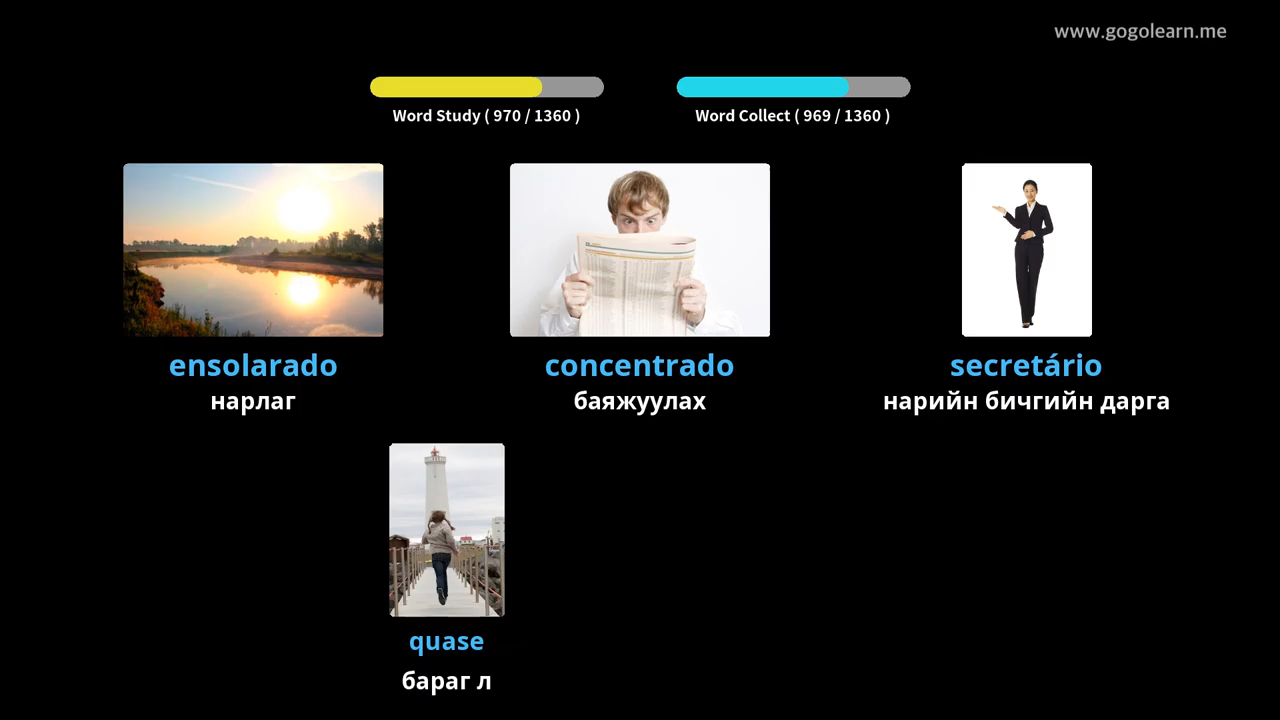 www.gogolearn.me
Word Study ( 970 / 1360 )
Word Collect ( 969 / 1360 )
ensolarado
нарлаг
concentrado
баяжуулах
secretário
нарийн бичгийн дарга
quase
бараг л